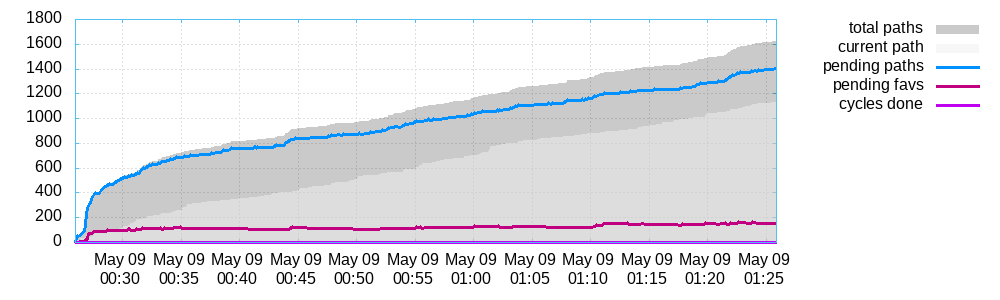 1800
1600
1400
1200
1000
800
600
400
200
0
May 09 May 09 May 09 May 09 May 09 May 09 May 09 May 09 May 09 May 09 May 09 May 09
00:30 00:35 00:40 00:45 00:50 00:55 01:00 01:05 01:10 01:15 01:20 01:25
total paths
current path
pending paths
pending favs
cycles done